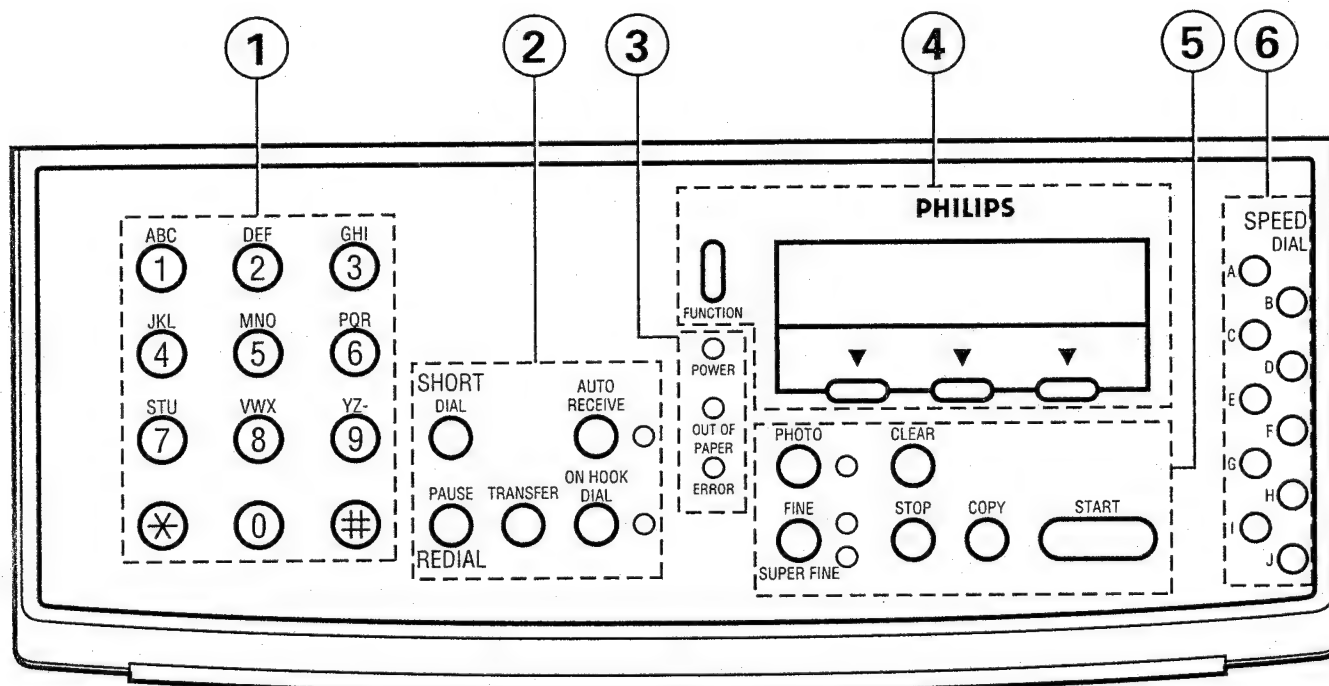 1 2 3 4 5 6
PHILIPS
ABC DEF GHI
1 2 3
JKL MNO PQR
4 5 6
STU VWX YZ-
7 8 9
* 0 #
SHORT
DIAL
AUTO
RECEIVE
PAUSE
REDIAL
TRANSFER
ON HOOK
DIAL
FUNCTION
POWER
OUT OF
PAPER
ERROR
PHOTO
CLEAR
FINE
SUPER FINE
STOP
COPY
START
SPEED
DIAL
A
B
C
D
E
F
G
H
I
J